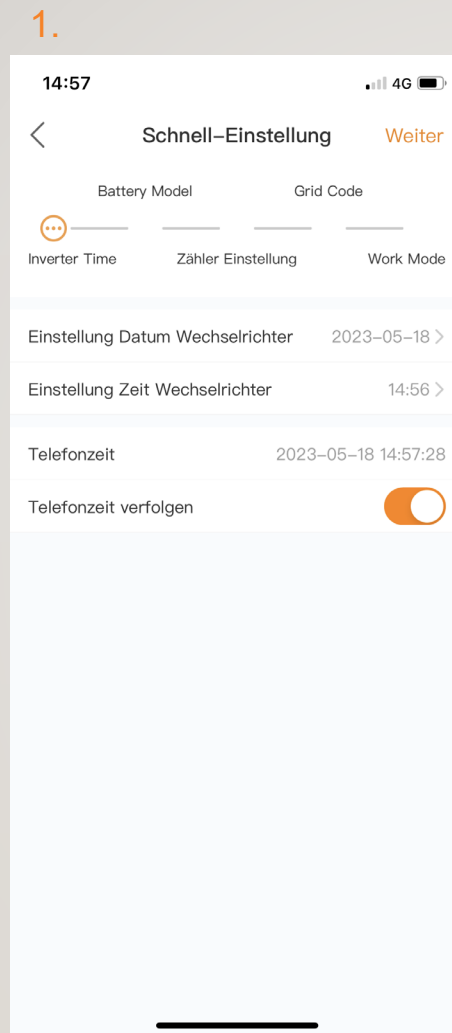 1.
14:57
4G
Schnell-Einstellung Weiter
Battery Model Grid Code
Inverter Time Zähler Einstellung Work Mode
Einstellung Datum Wechselrichter 2023-05-18
Einstellung Zeit Wechselrichter 14:56
Telefonzeit 2023-05-18 14:57:28
Telefonzeit verfolgen